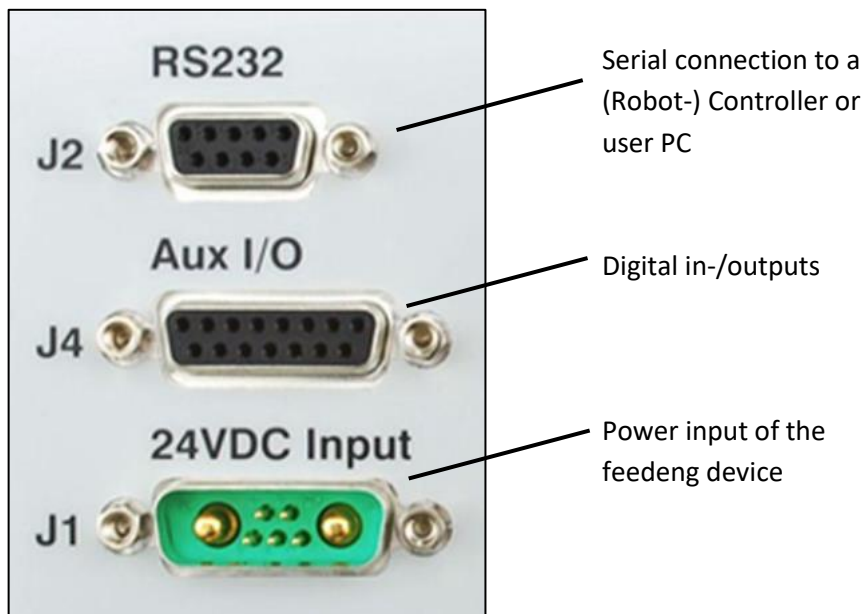 RS232
J2
Serial connection to a
(Robot-) Controller or
user PC
Aux I/O
J4
Digital in-/outputs
24VDC Input
J1
Power input of the
feedeng device